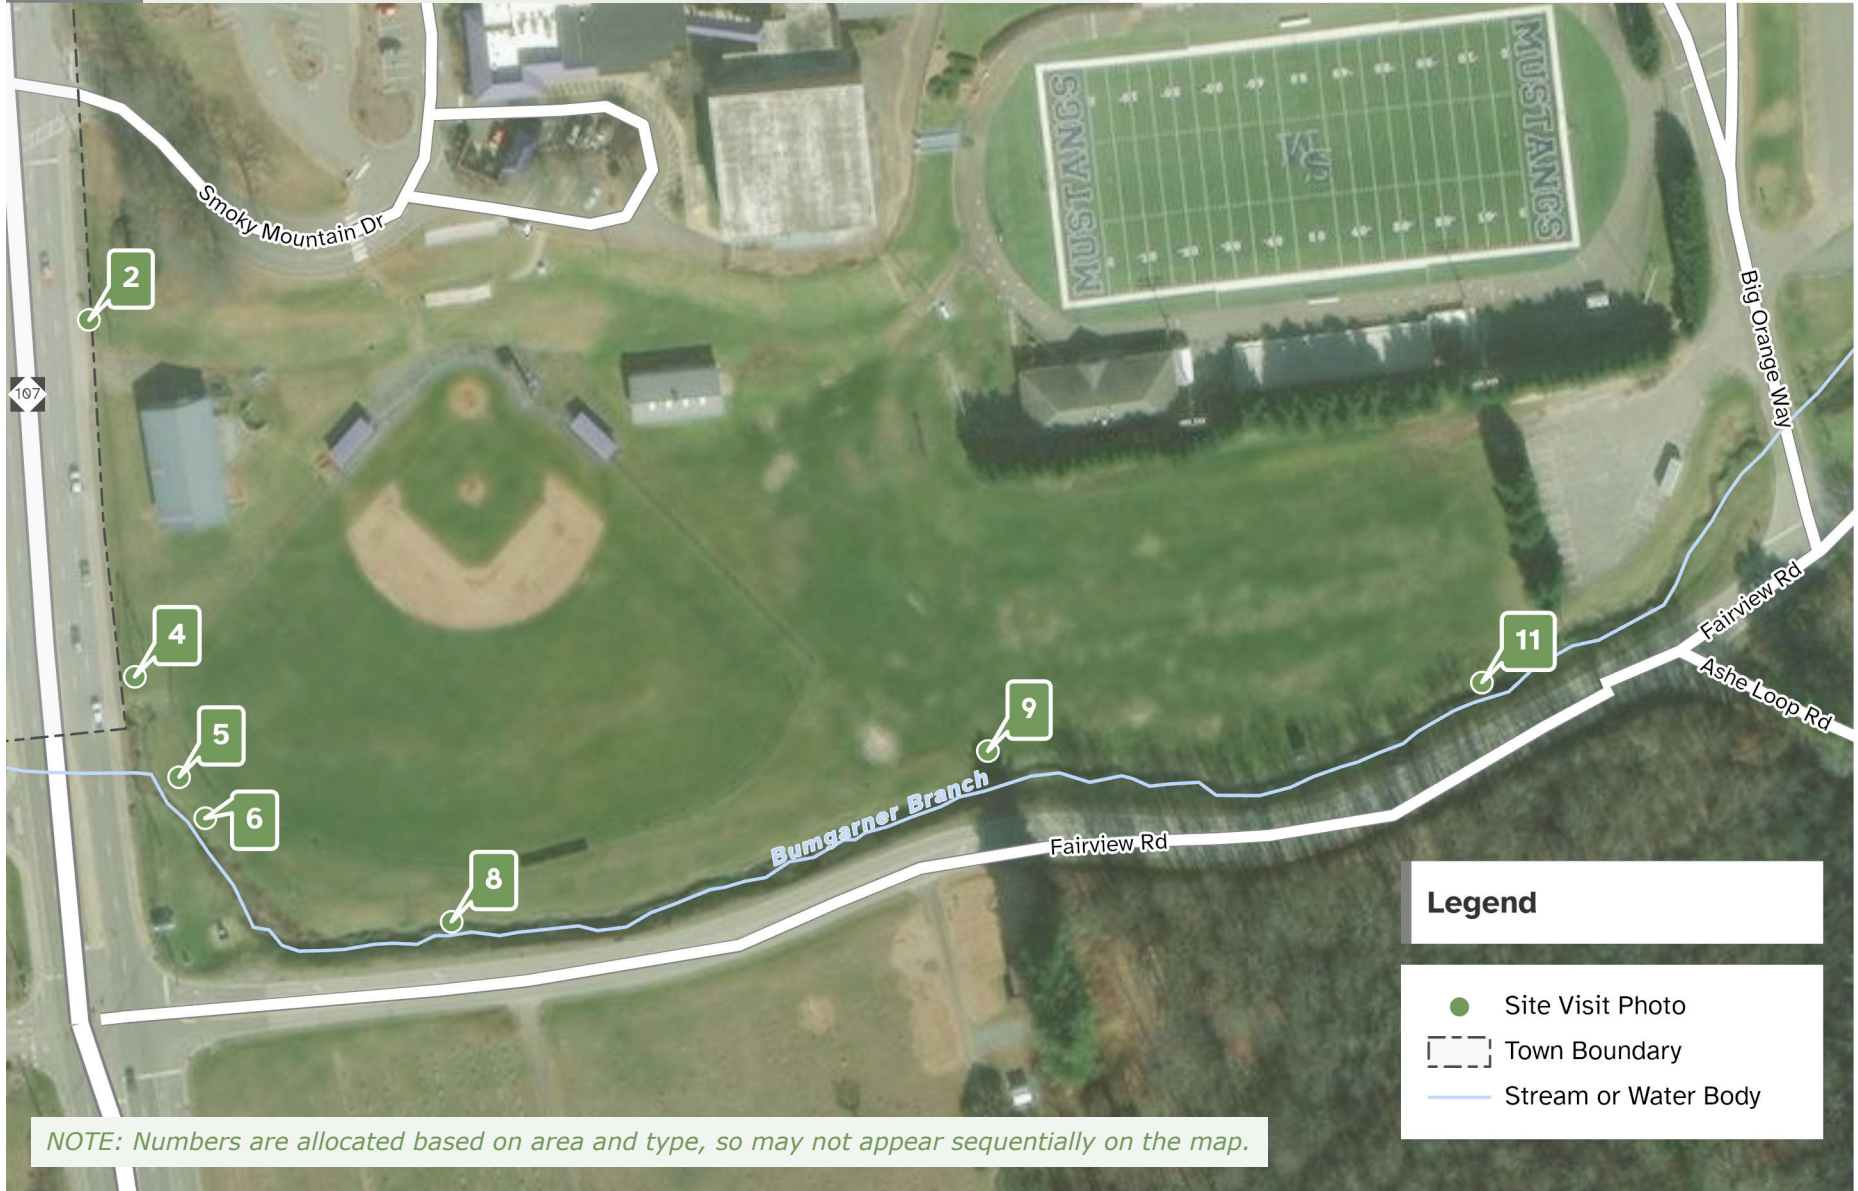 MUSTANGS
MUSTANGS
Smoky Mountain Dr
2
Big Orange Way
107
4
11
Fairview Rd
Ashe Loop Rd
5
9
6
Bumgarner Branch
Fairview Rd
8
Legend
Site Visit Photo
Town Boundary
Stream or Water Body
NOTE: Numbers are allocated based on area and type, so may not appear sequentially on the map.